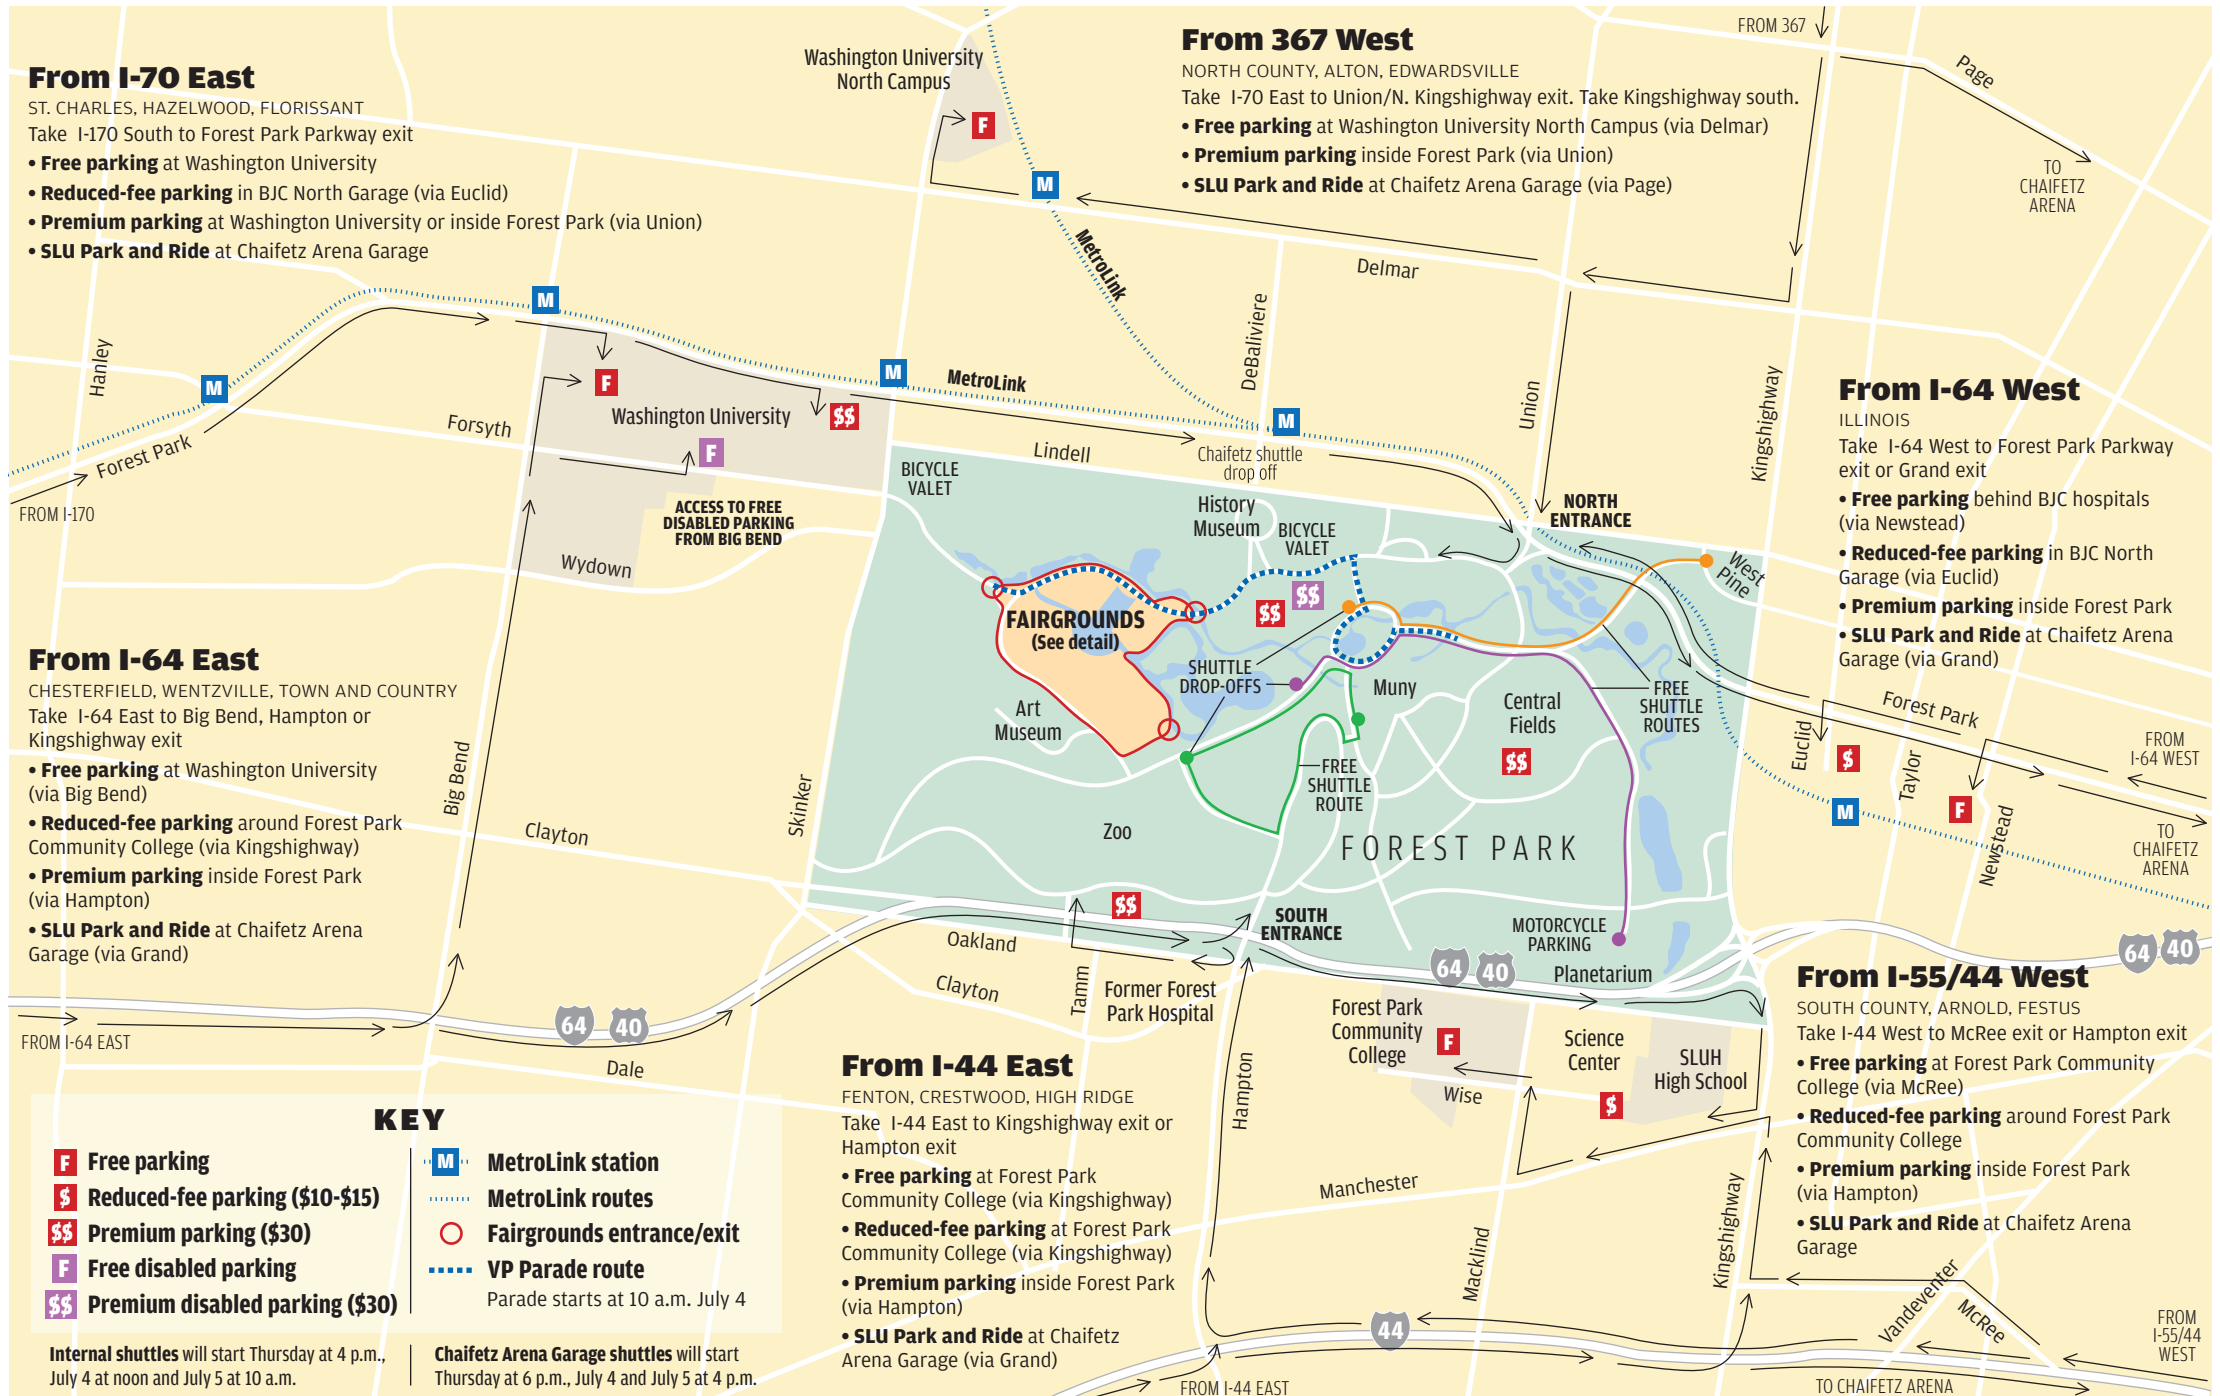 From I-70 East
ST. CHARLES, HAZELWOOD, FLORISSANT
Take I-170 South to Forest Park Parkway exit
• Free parking at Washington University
• Reduced-fee parking in BJC North Garage (via Euclid)
• Premium parking at Washington University or inside Forest Park (via Union)
• SLU Park and Ride at Chaifetz Arena Garage
Washington University
North Campus
F
M
From 367 West
NORTH COUNTY, ALTON, EDWARDSVILLE
Take I-70 East to Union/N. Kingshighway exit. Take Kingshighway south.
• Free parking at Washington University North Campus (via Delmar)
• Premium parking inside Forest Park (via Union)
• SLU Park and Ride at Chaifetz Arena Garage (via Page)
FROM 367
Page
TO
CHAIFETZ
ARENA
MetroLink
Delmar
DeBaliviere
Union
Kingshighway
Hanley
M
M
M
MetroLink
M
Forest Park
FROM I-170
Forsyth
F
Washington University
$$
F
ACCESS TO FREE
DISABLED PARKING
FROM BIG BEND
Wydown
Lindell
Chaifetz shuttle
drop off
BICYCLE
VALET
History
Museum
BICYCLE
VALET
NORTH
ENTRANCE
West
Pine
From I-64 West
ILLINOIS
Take I-64 West to Forest Park Parkway
exit or Grand exit
• Free parking behind BJC hospitals
(via Newstead)
• Reduced-fee parking in BJC North
Garage (via Euclid)
• Premium parking inside Forest Park
• SLU Park and Ride at Chaifetz Arena
Garage (via Grand)
FAIRGROUNDS
(See detail)
$$
$$
SHUTTLE
DROP-OFFS
Muny
Art
Museum
Central
Fields
$$
FREE
SHUTTLE
ROUTES
FREE
SHUTTLE
ROUTE
Zoo
FOREST PARK
Forest Park
Euclid
$
Taylor
F
Newstead
M
FROM
I-64 WEST
TO
CHAIFETZ
ARENA
From I-64 East
CHESTERFIELD, WENTZVILLE, TOWN AND COUNTRY
Take I-64 East to Big Bend, Hampton or
Kingshighway exit
• Free parking at Washington University
(via Big Bend)
• Reduced-fee parking around Forest Park
Community College (via Kingshighway)
• Premium parking inside Forest Park
(via Hampton)
• SLU Park and Ride at Chaifetz Arena
Garage (via Grand)
Big Bend
Clayton
Skinker
$$
SOUTH
ENTRANCE
MOTORCYCLE
PARKING
Planetarium
64
40
64
40
Oakland
Clayton
Tamm
Former Forest
Park Hospital
Hampton
Forest Park
Community
College
F
Science
Center
SLUH
High School
Wise
$
FROM I-64 EAST
64
40
Dale
Manchester
Macklind
Kingshighway
Vandeventer
McRee
From I-55/44 West
SOUTH COUNTY, ARNOLD, FESTUS
Take I-44 West to McRee exit or Hampton exit
• Free parking at Forest Park Community
College (via McRee)
• Reduced-fee parking around Forest Park
Community College
• Premium parking inside Forest Park
(via Hampton)
• SLU Park and Ride at Chaifetz Arena
Garage
From I-44 East
FENTON, CRESTWOOD, HIGH RIDGE
Take I-44 East to Kingshighway exit or
Hampton exit
• Free parking at Forest Park
Community College (via Kingshighway)
• Reduced-fee parking at Forest Park
Community College (via Kingshighway)
• Premium parking inside Forest Park
(via Hampton)
• SLU Park and Ride at Chaifetz
Arena Garage (via Grand)
44
FROM I-44 EAST
FROM
I-55/44
WEST
TO CHAIFETZ ARENA
KEY
F Free parking
$ Reduced-fee parking ($10-$15)
$$ Premium parking ($30)
F Free disabled parking
$$ Premium disabled parking ($30)
M MetroLink station
MetroLink routes
Fairgrounds entrance/exit
VP Parade route
Parade starts at 10 a.m. July 4
Internal shuttles will start Thursday at 4 p.m.,
July 4 at noon and July 5 at 10 a.m.
Chaifetz Arena Garage shuttles will start
Thursday at 6 p.m., July 4 and July 5 at 4 p.m.